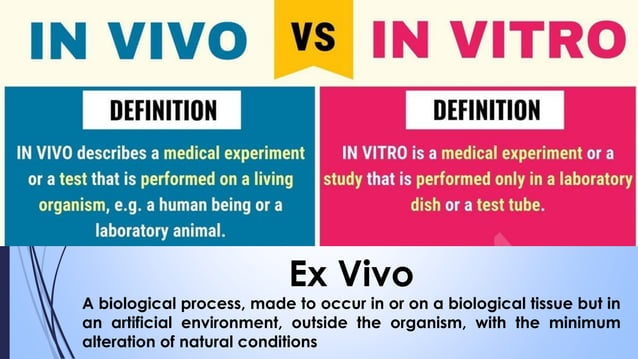 IN VIVO VS IN VITRO
DEFINITION
IN VIVO describes a medical experiment
or a test that is performed on a living
organism, e.g. a human being or a
laboratory animal.
DEFINITION
IN VITRO is a medical experiment or a
study that is performed only in a laboratory
dish or a test tube.
Ex Vivo
A biological process, made to occur in or on a biological tissue but in
an artificial environment, outside the organism, with the minimum
alteration of natural conditions